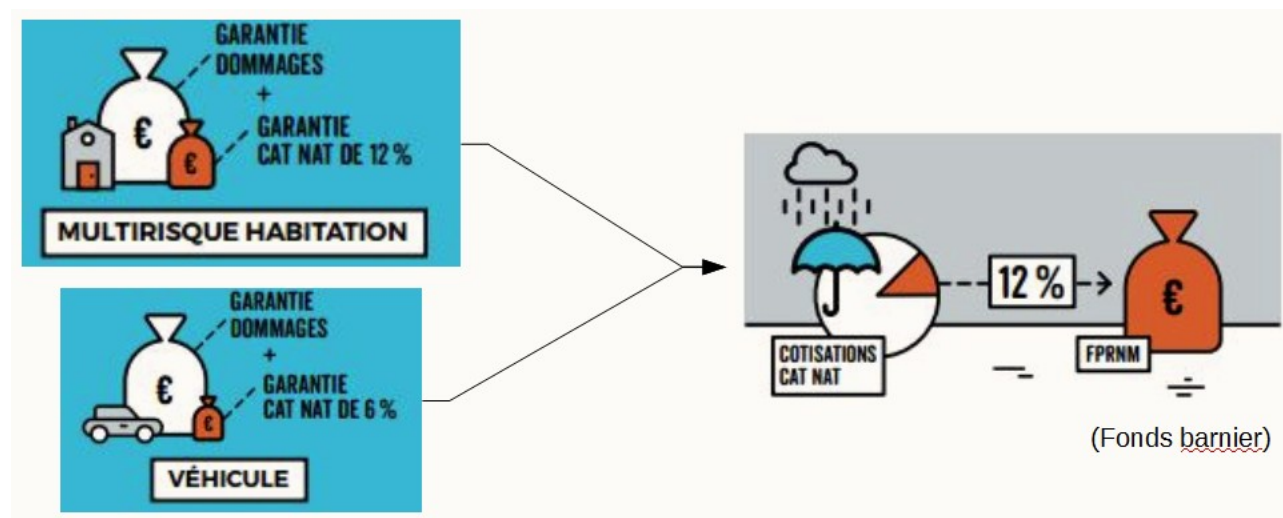 GARANTIE
DOMMAGES
+
GARANTIE
CAT NAT DE 12 %
€
€
MULTIRISQUE HABITATION
GARANTIE
DOMMAGES
+
GARANTIE
CAT NAT DE 6 %
€
€
VÉHICULE
12 %
€
COTISATIONS
CAT NAT
FPRNM
(Fonds barnier)